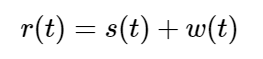 r(t) = s(t) + w(t)